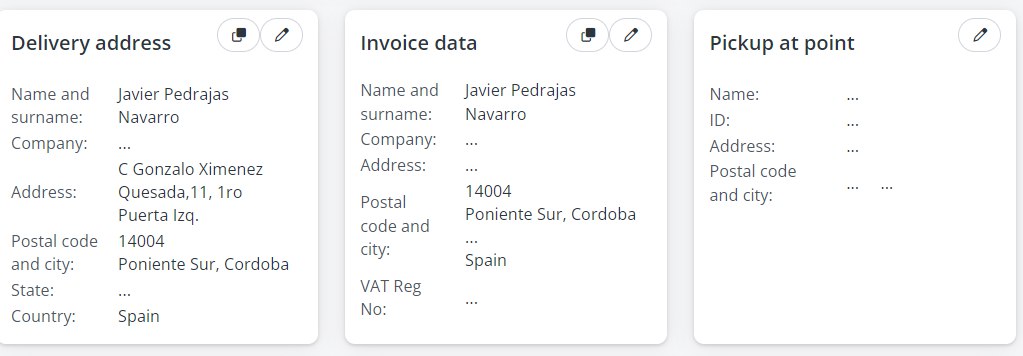 Delivery address
Name and Javier Pedrajas
surname: Navarro
Company: ...
C Gonzalo Ximenez
Address: Quesada,11, 1ro
Puerta Izq.
Postal code 14004
and city: Poniente Sur, Cordoba
State: ...
Country: Spain
Invoice data
Name and Javier Pedrajas
surname: Navarro
Company: ...
Address: ...
Postal 14004
code and Poniente Sur, Cordoba
city: ...
Spain
VAT Reg
No: ...
Pickup at point
Name: ...
ID: ...
Address: ...
Postal code
and city: ... ...